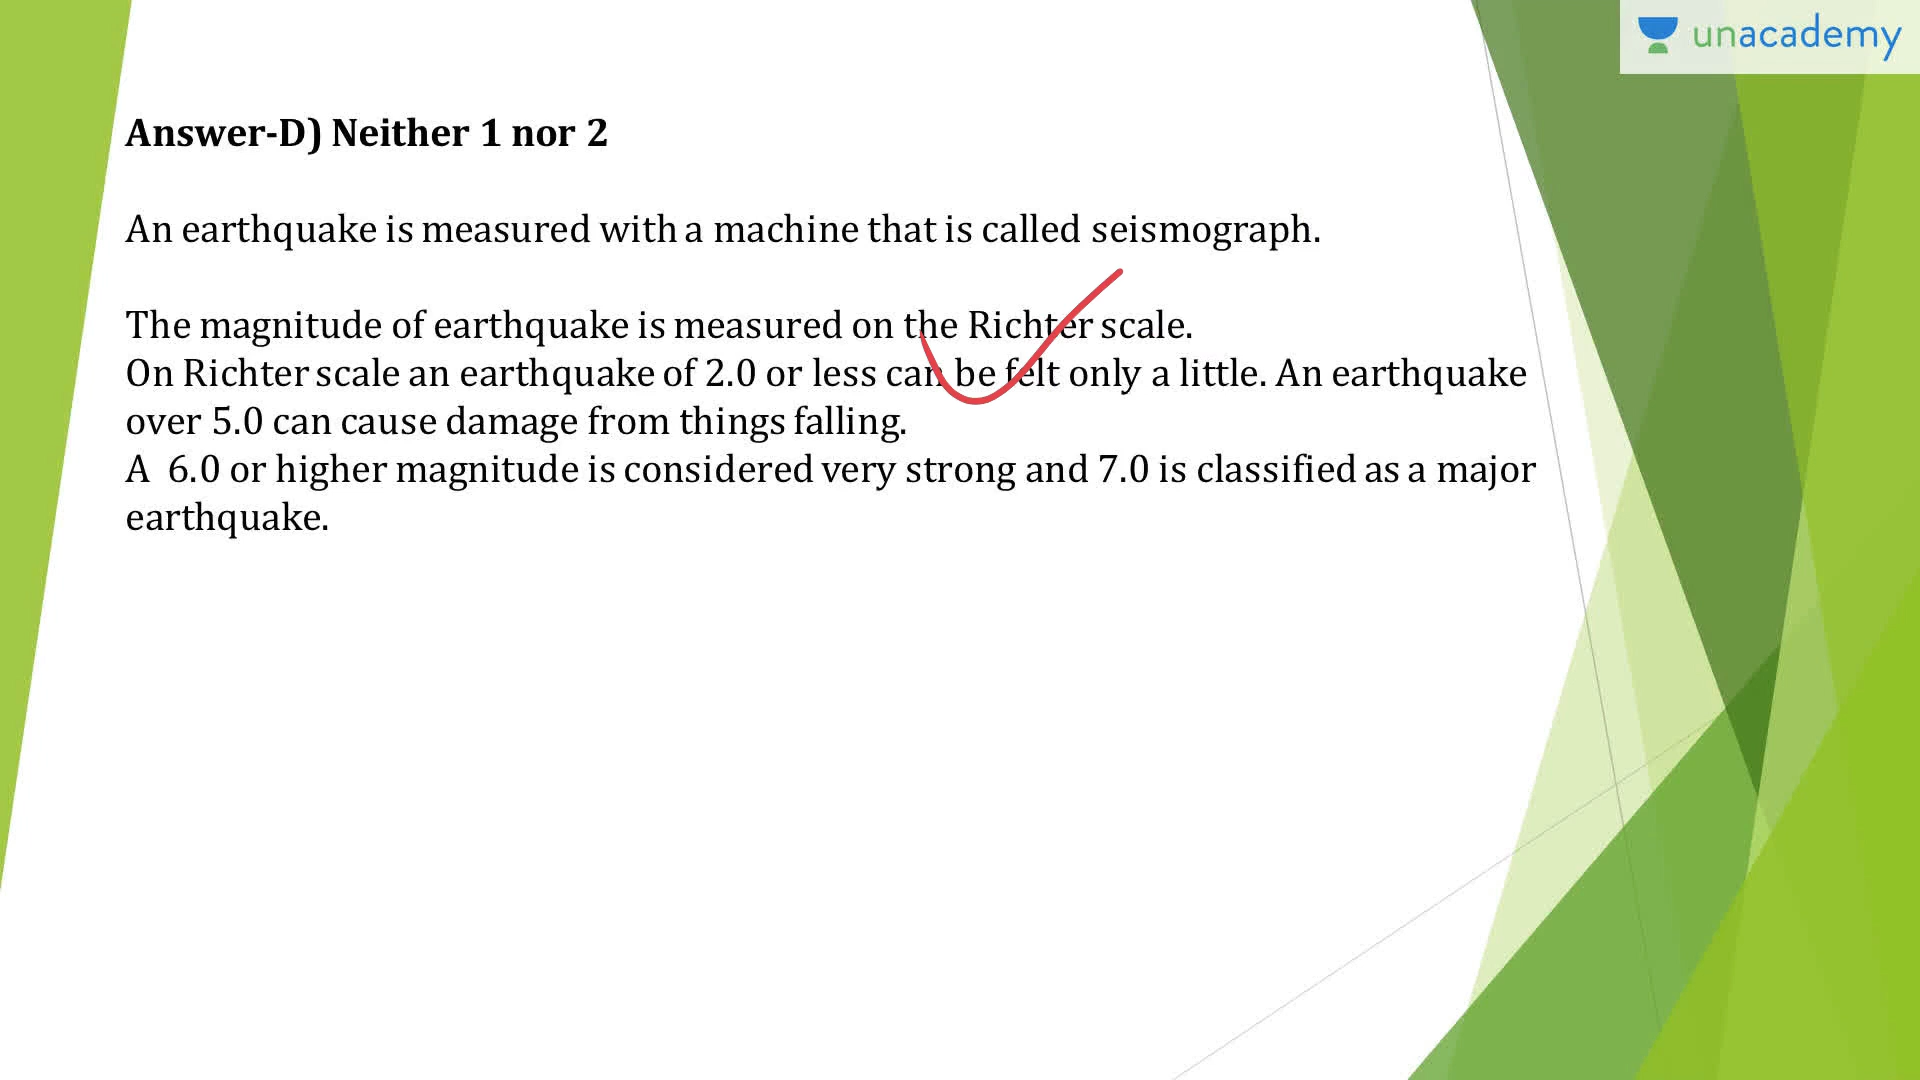 unacademy
Answer-D) Neither 1 nor 2
An earthquake is measured with a machine that is called seismograph.
The magnitude of earthquake is measured on the Richter scale.
On Richter scale an earthquake of 2.0 or less can be felt only a little. An earthquake
over 5.0 can cause damage from things falling.
A 6.0 or higher magnitude is considered very strong and 7.0 is classified as a major
earthquake.